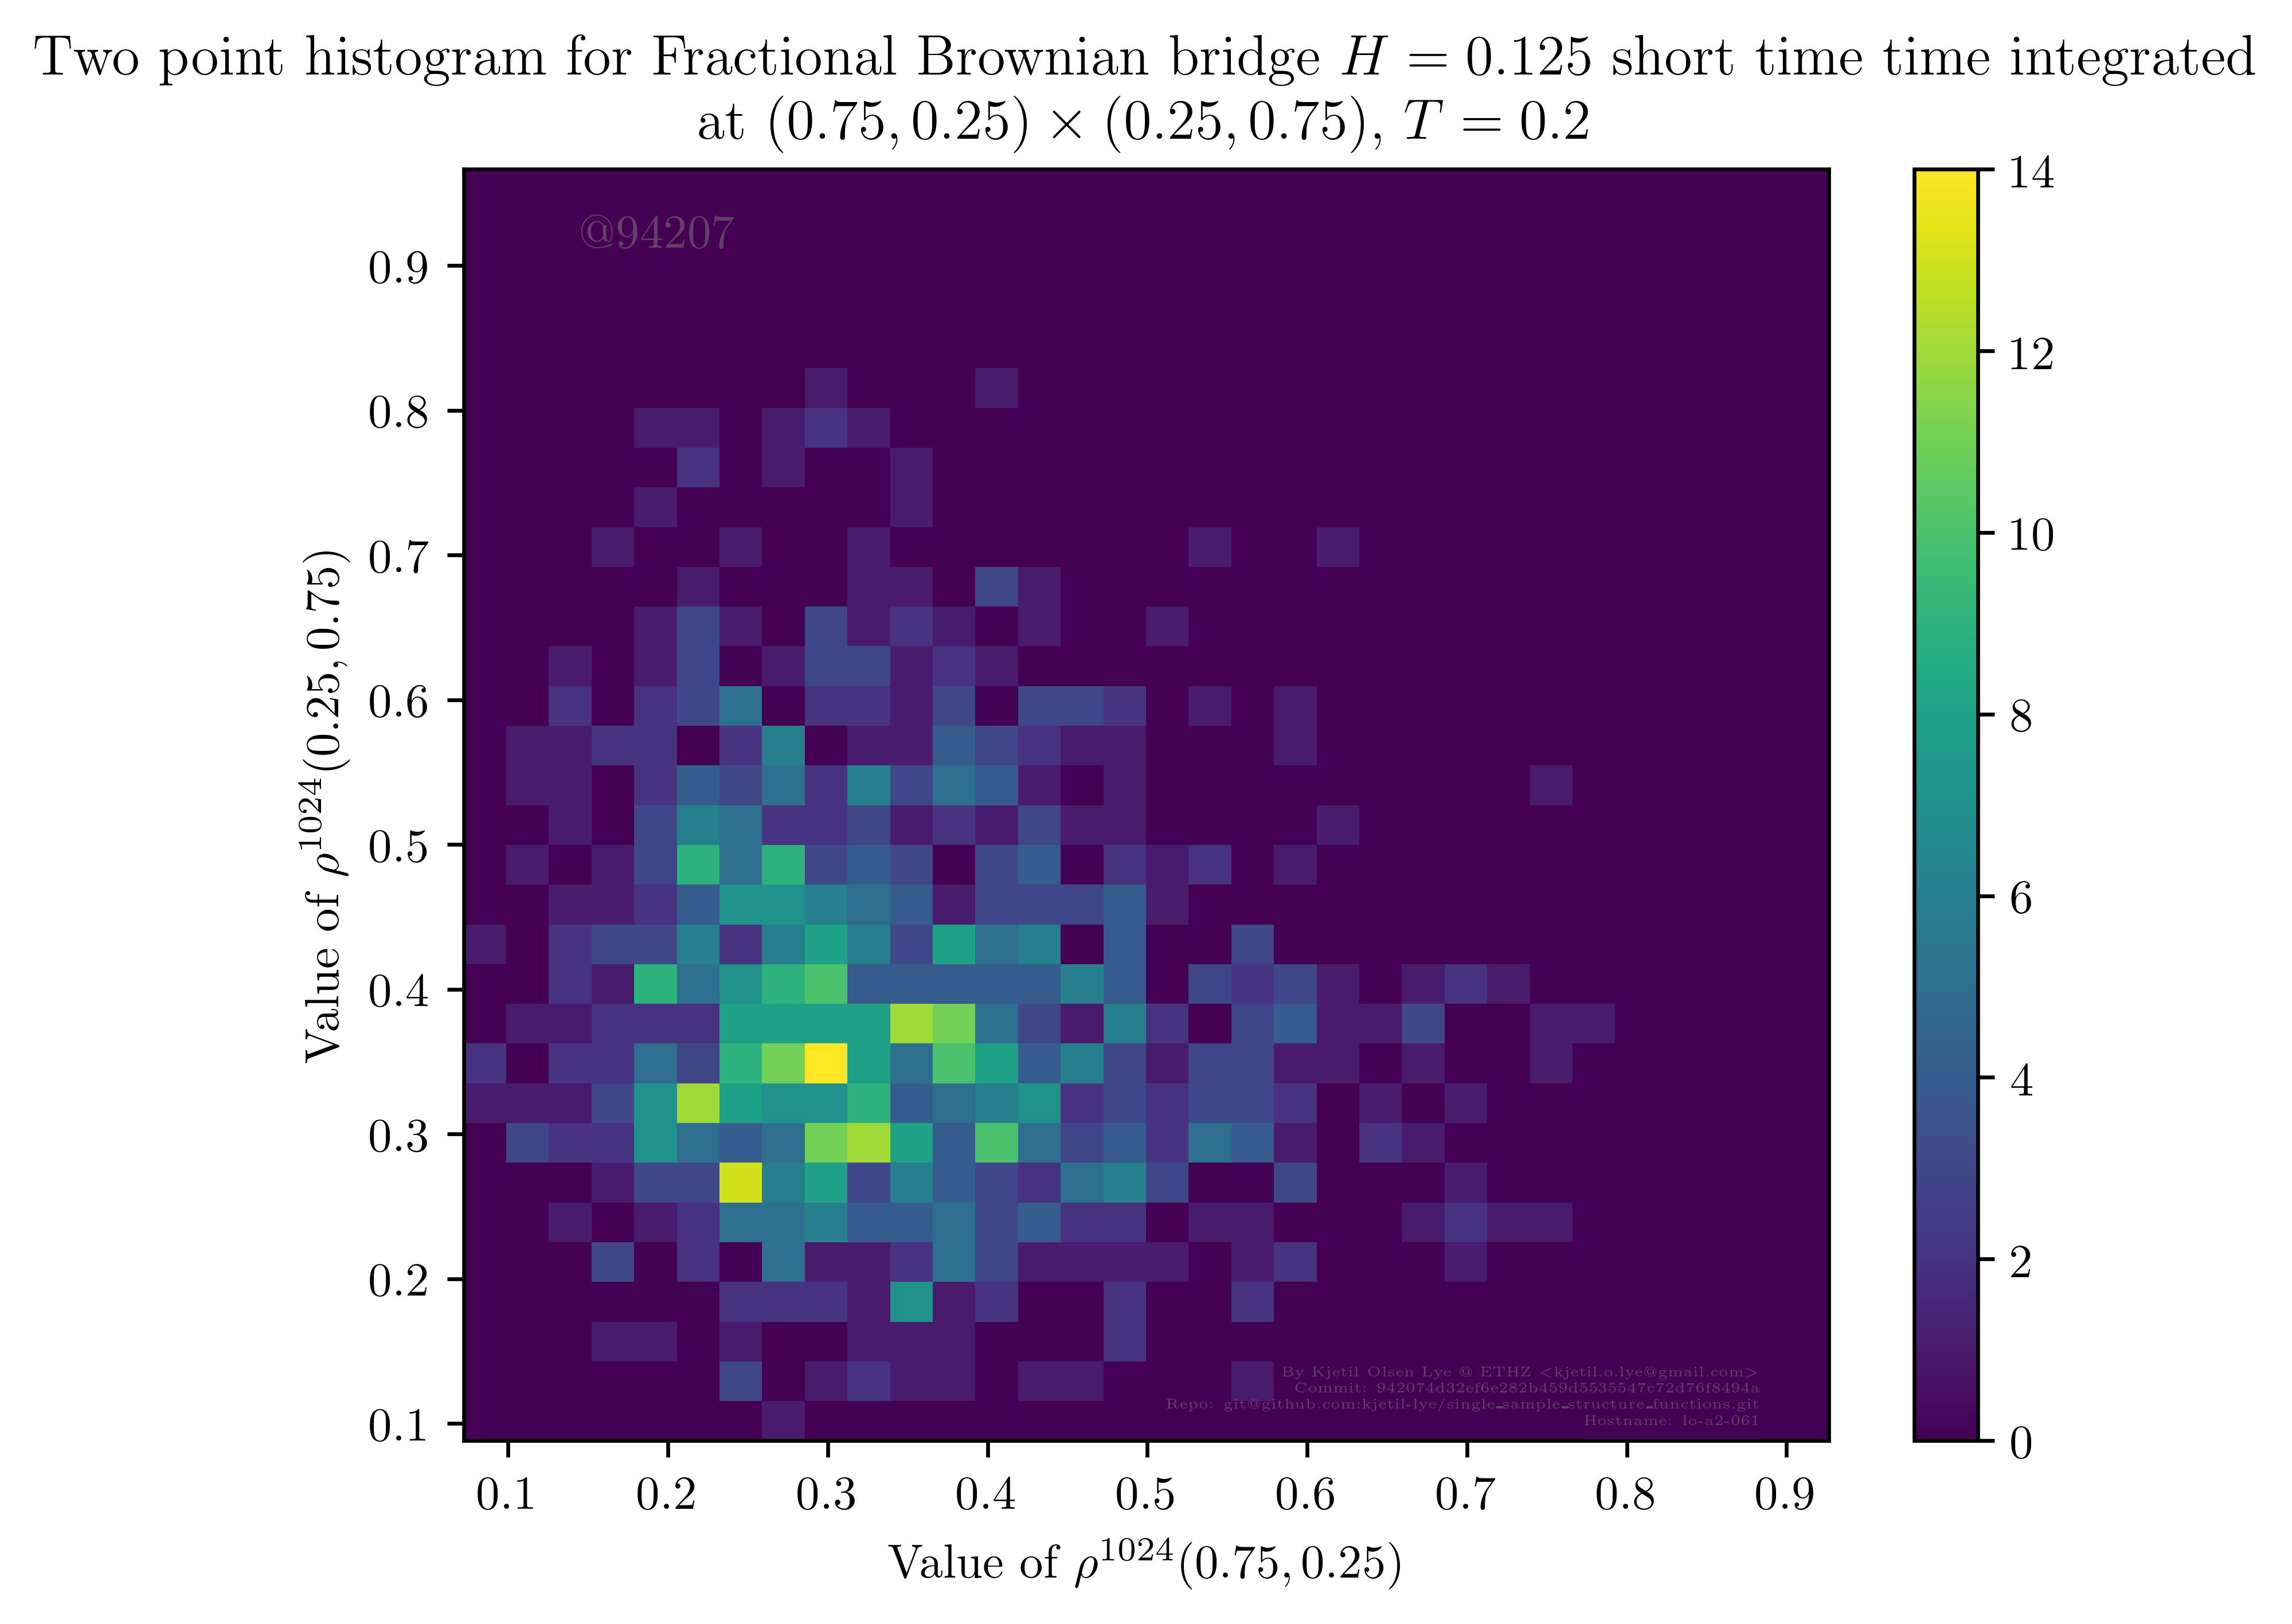 Two point histogram for Fractional Brownian bridge H = 0.125 short time time integrated
at (0.75, 0.25) × (0.25, 0.75), T = 0.2
@94207
14
12
10
8
6
4
2
0
Value of ρ^1024(0.25, 0.75)
0.9
0.8
0.7
0.6
0.5
0.4
0.3
0.2
0.1
By Kjetil Olsen Lye @ ETHZ <kjetil.o.lye@gmail.com>
Commit: 942074d32ef6e282b459d5535547c72d76f8494a
Repo: git@github.com:kjetil-lye/single_sample_structure_functions.git
Hostname: lo-a2-061
0.1 0.2 0.3 0.4 0.5 0.6 0.7 0.8 0.9
Value of ρ^1024(0.75, 0.25)